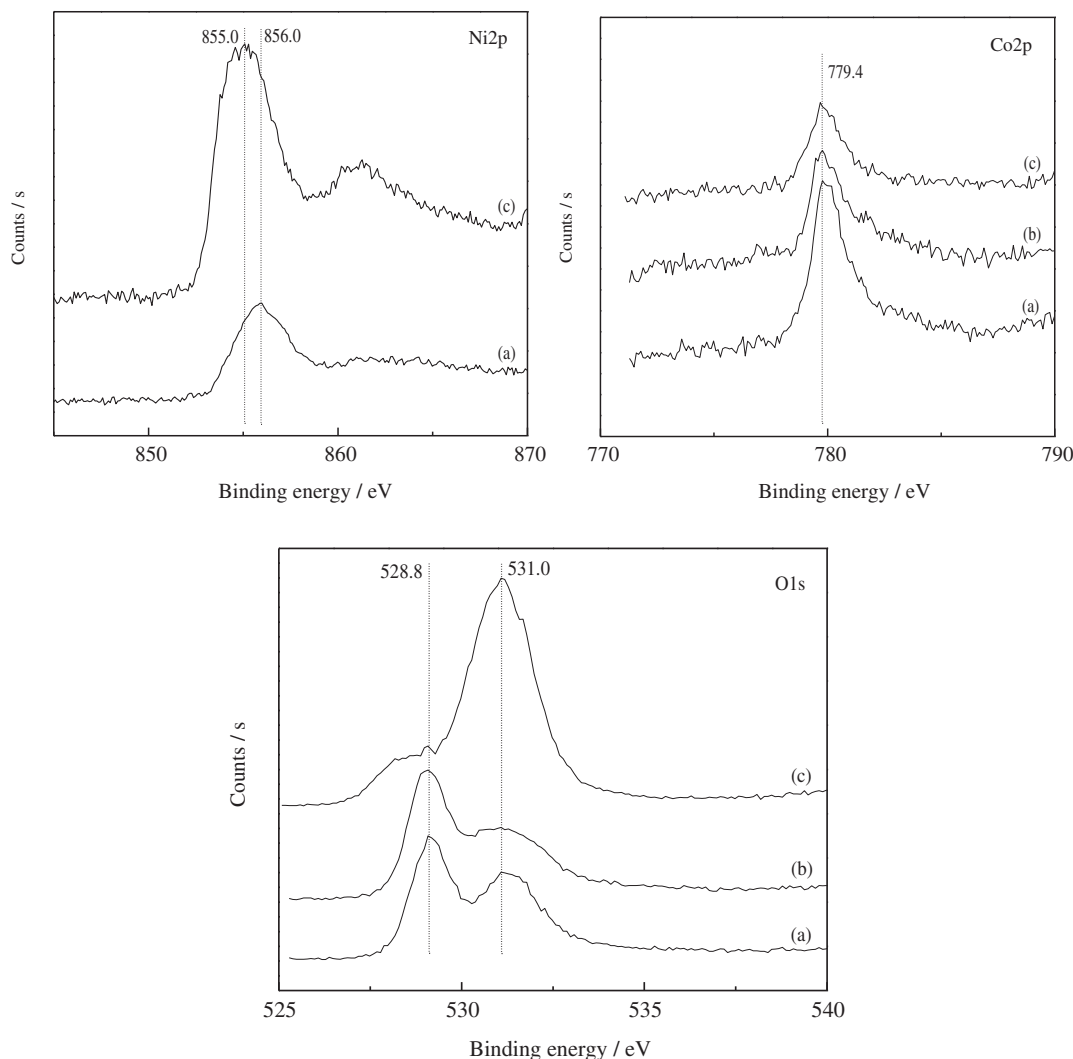 855.0 856.0 Ni2p
Counts / s
(c)
(a)
850 860 870
Binding energy / eV
Co2p
779.4
Counts / s
(c)
(b)
(a)
770 780 790
Binding energy / eV
528.8 531.0 O1s
Counts / s
(c)
(b)
(a)
525 530 535 540
Binding energy / eV